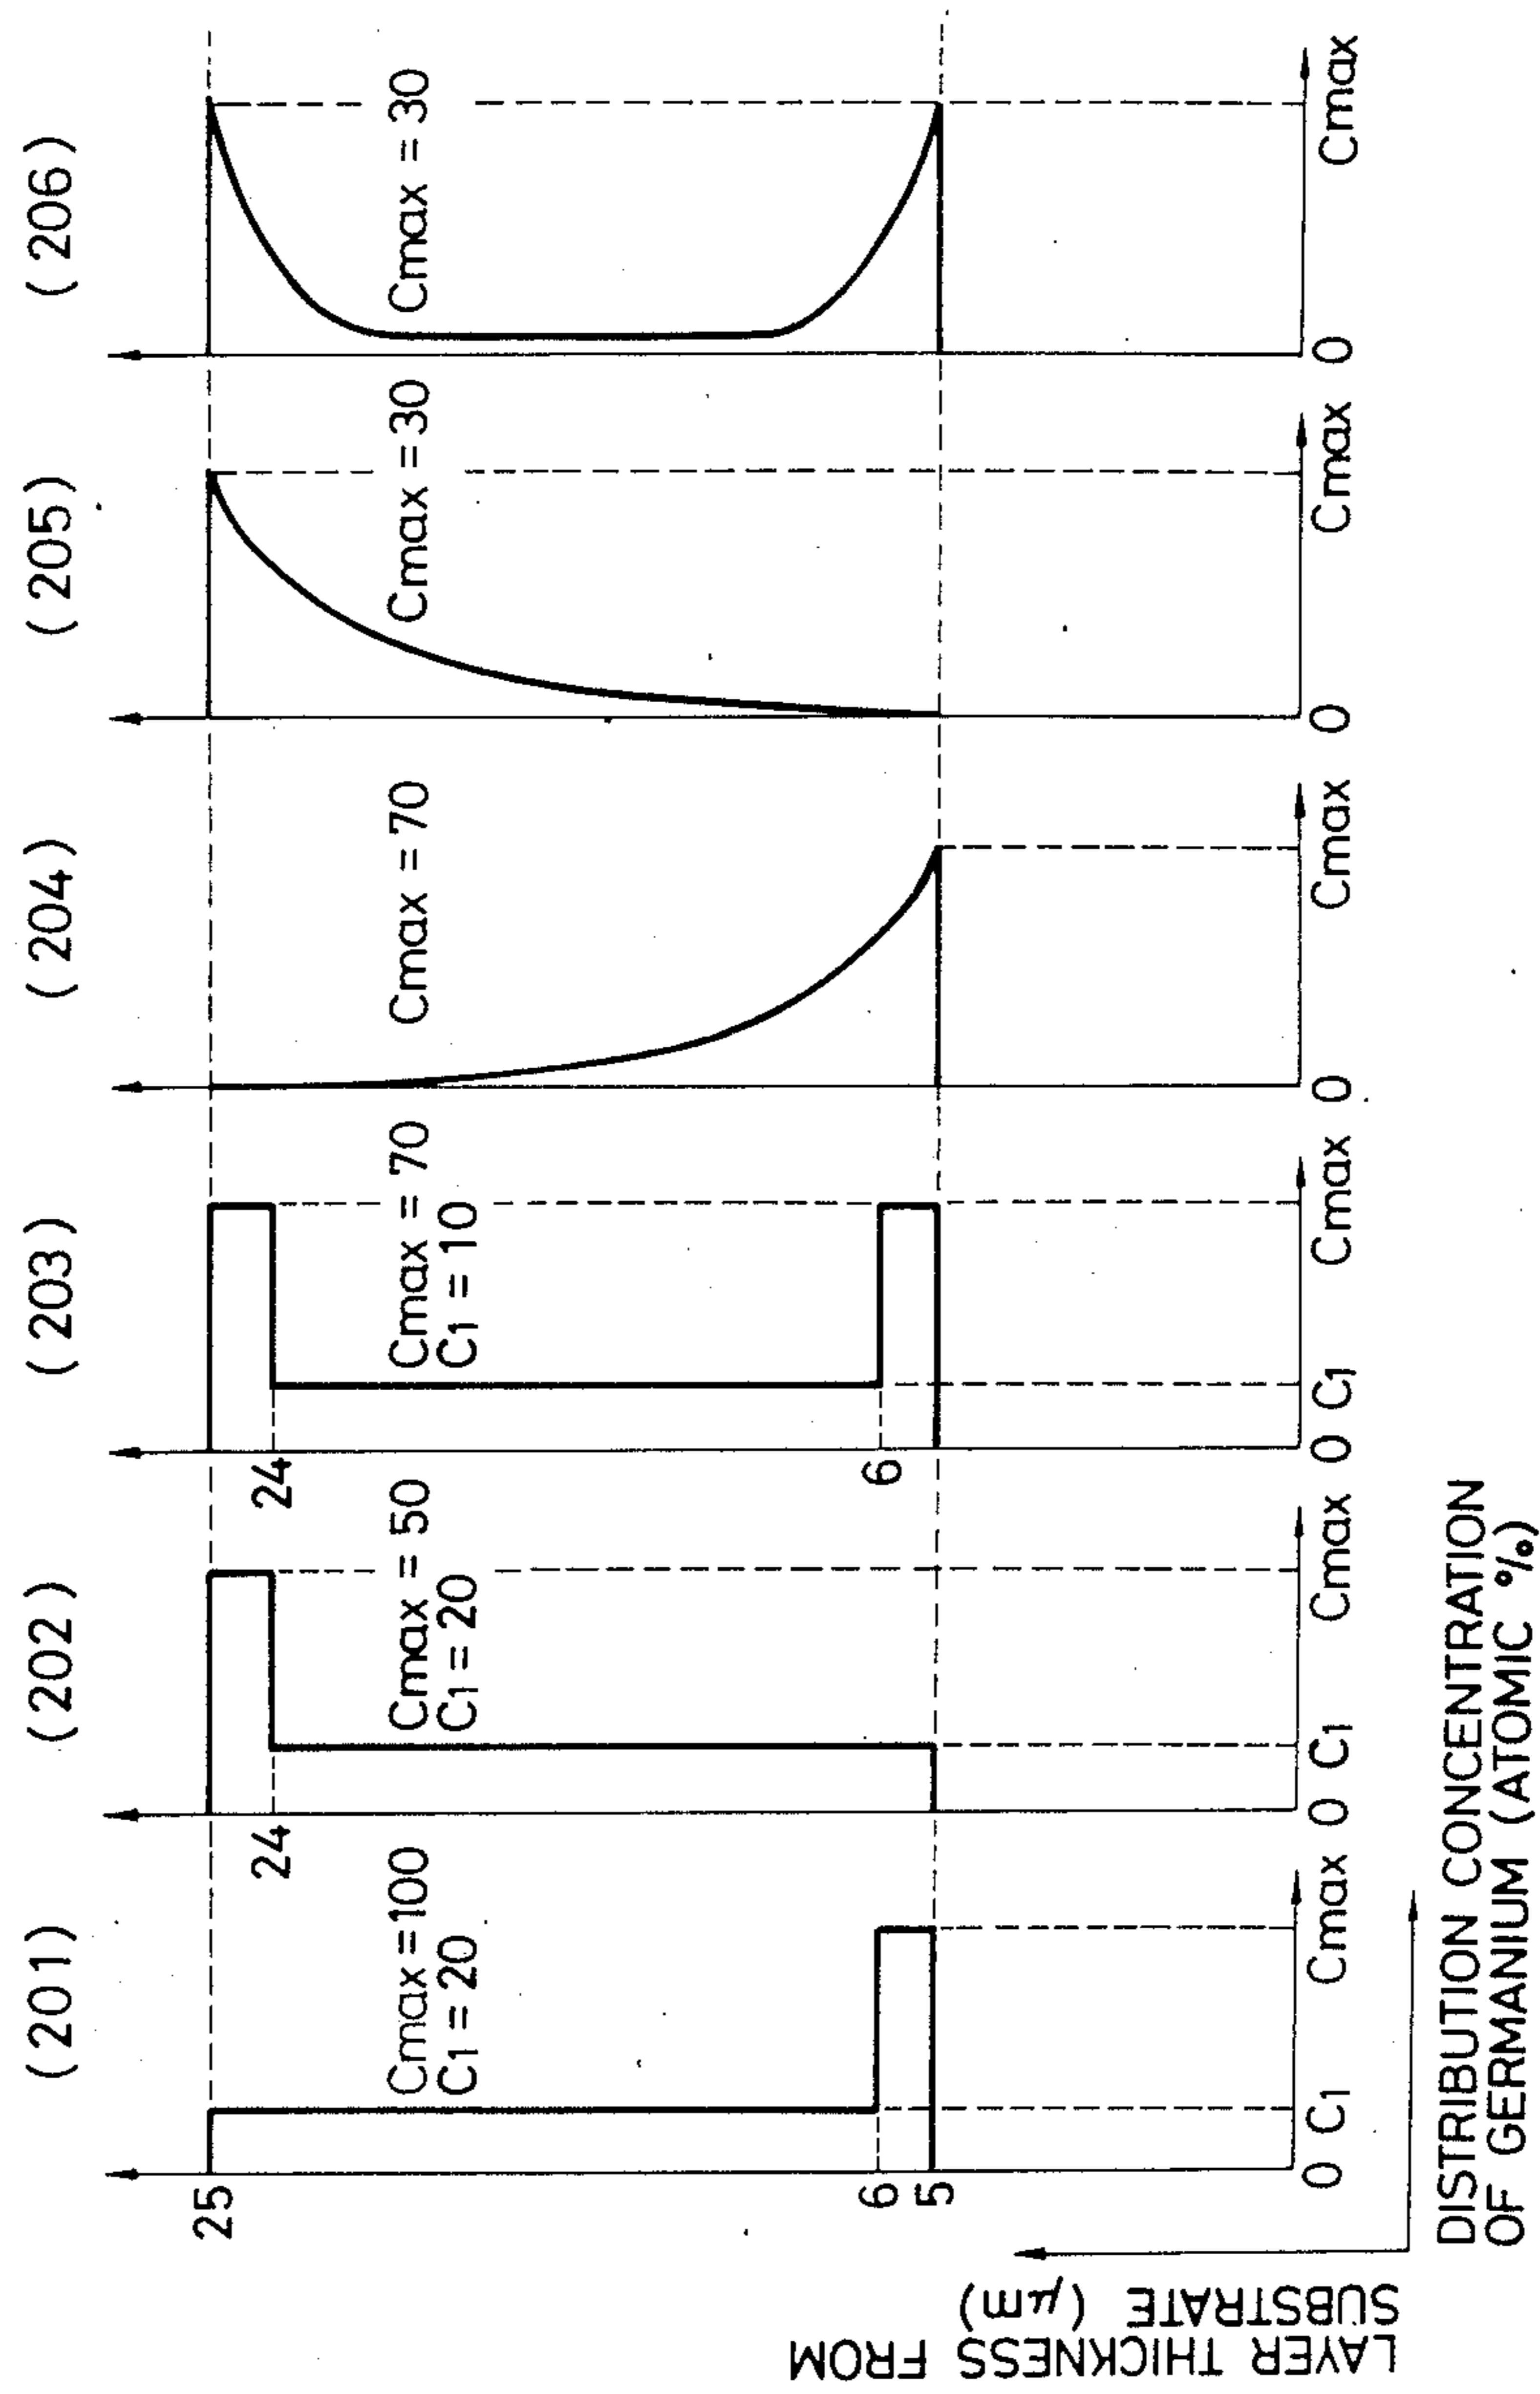 (201)
(202)
(203)
(204)
(205)
(206)
25
6
5
Cmax=100
C1 = 20
0 C1 Cmax
24
Cmax = 50
C1 = 20
0 C1 Cmax
24
6
Cmax = 70
C1 = 10
0 C1 Cmax
Cmax = 70
0 Cmax
Cmax = 30
0 Cmax
Cmax = 30
0 Cmax
LAYER THICKNESS FROM
SUBSTRATE (μm)
DISTRIBUTION CONCENTRATION
OF GERMANIUM (ATOMIC %)